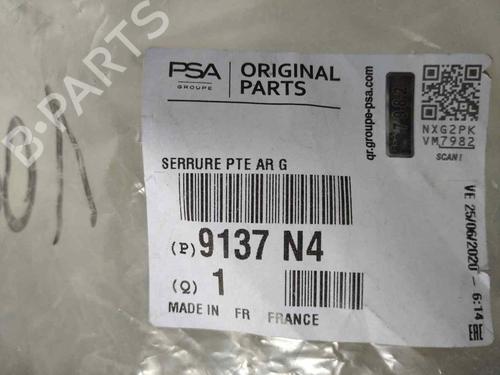 PSA
GROUPE
ORIGINAL
PARTS
qr.groupe-psa.com
NXG2PK
VM7982
SCAN!
SERRURE PTE AR G
(P) 9137 N4
(Q) 1
MADE IN FR FRANCE
VE 25/06/2020 - 6:14
EAC
B-PARTS